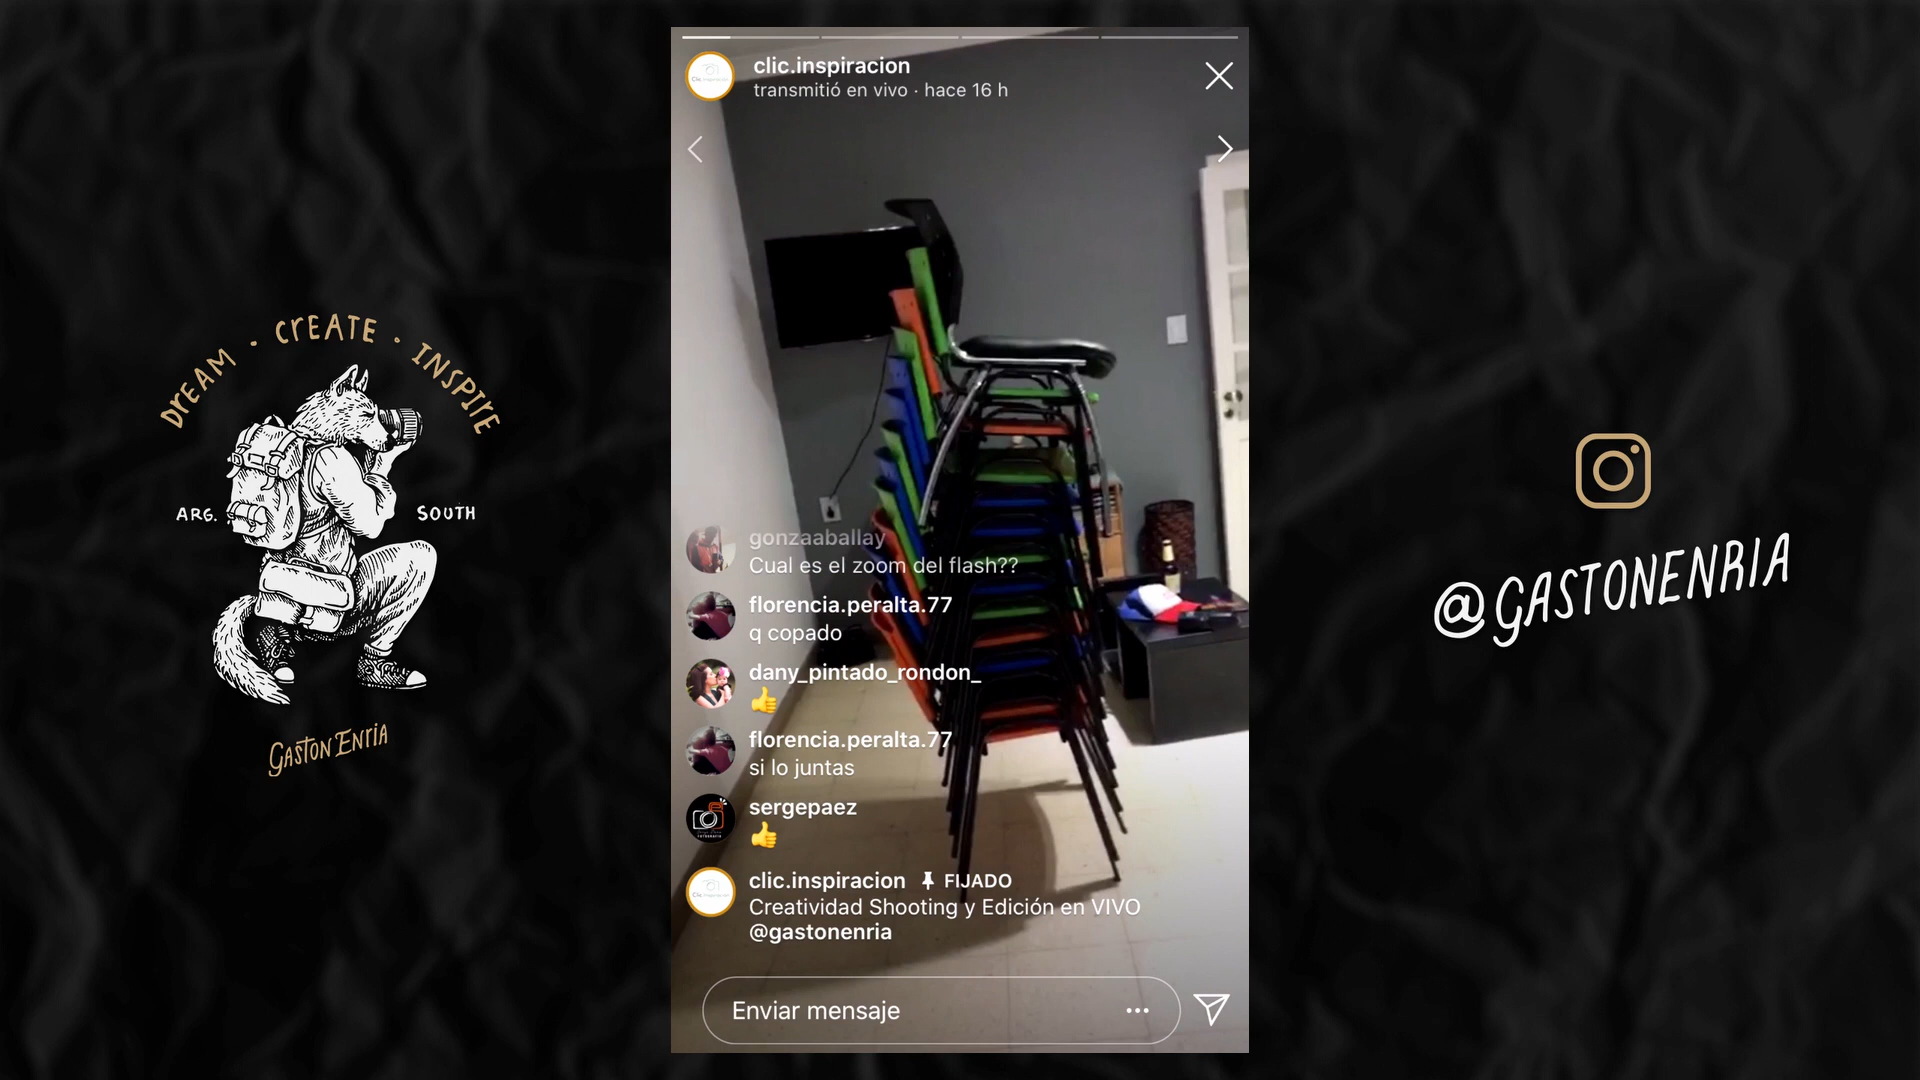 DREAM · CREATE · INSPIRE
ARG.
SOUTH
GASTON ENRIA
clic.inspiracion
transmitió en vivo · hace 16 h
gonzaaballay
Cual es el zoom del flash??
florencia.peralta.77
q copado
dany_pintado_rondon_
👍
florencia.peralta.77
si lo juntas
sergepaez
👍
clic.inspiracion FIJADO
Creatividad Shooting y Edición en VIVO
@gastonenria
Enviar mensaje
@GASTONENRIA